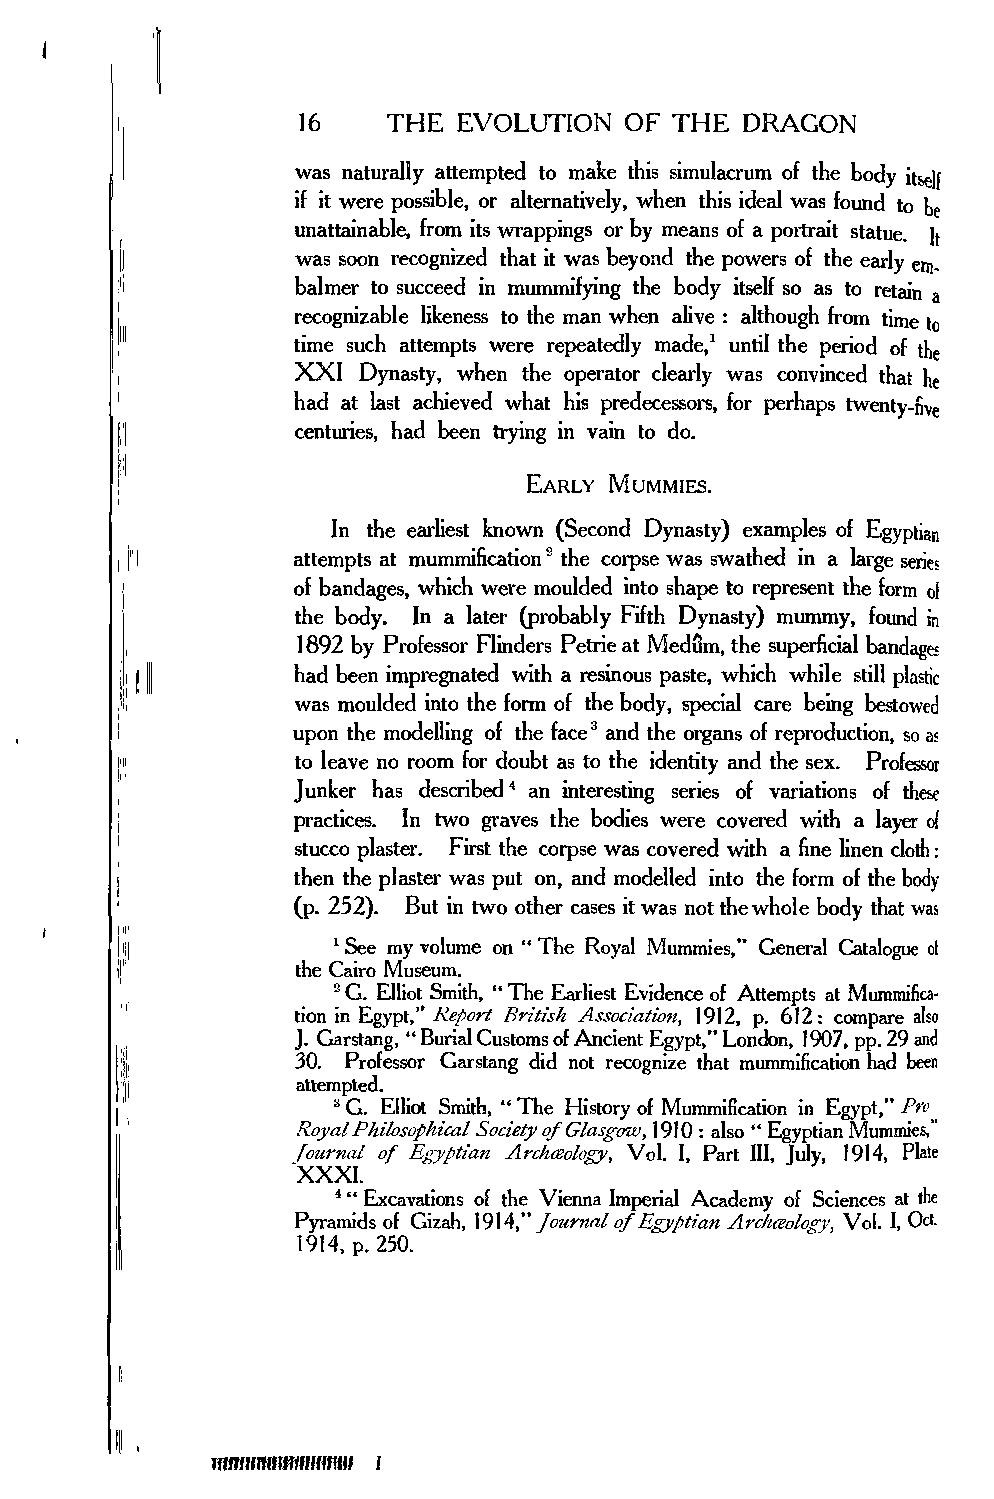 16 THE EVOLUTION OF THE DRAGON
was naturally attempted to make this simulacrum of the body itself
if it were possible, or alternatively, when this ideal was found to be
unattainable, from its wrappings or by means of a portrait statue. It
was soon recognized that it was beyond the powers of the early em-
balmer to succeed in mummifying the body itself so as to retain a
recognizable likeness to the man when alive : although from time to
time such attempts were repeatedly made,¹ until the period of the
XXI Dynasty, when the operator clearly was convinced that he
had at last achieved what his predecessors, for perhaps twenty-five
centuries, had been trying in vain to do.
EARLY MUMMIES.
In the earliest known (Second Dynasty) examples of Egyptian
attempts at mummification ² the corpse was swathed in a large series
of bandages, which were moulded into shape to represent the form of
the body. In a later (probably Fifth Dynasty) mummy, found in
1892 by Professor Flinders Petrie at Medûm, the superficial bandages
had been impregnated with a resinous paste, which while still plastic
was moulded into the form of the body, special care being bestowed
upon the modelling of the face ³ and the organs of reproduction, so as
to leave no room for doubt as to the identity and the sex. Professor
Junker has described ⁴ an interesting series of variations of these
practices. In two graves the bodies were covered with a layer of
stucco plaster. First the corpse was covered with a fine linen cloth :
then the plaster was put on, and modelled into the form of the body
(p. 252). But in two other cases it was not the whole body that was
¹ See my volume on " The Royal Mummies," General Catalogue of
the Cairo Museum.
² G. Elliot Smith, " The Earliest Evidence of Attempts at Mummifica-
tion in Egypt," Report British Association, 1912, p. 612 : compare also
J. Garstang, " Burial Customs of Ancient Egypt," London, 1907, pp. 29 and
30. Professor Garstang did not recognize that mummification had been
attempted.
³ G. Elliot Smith, " The History of Mummification in Egypt," Pro
Royal Philosophical Society of Glasgow, 1910 : also " Egyptian Mummies,"
Journal of Egyptian Archæology, Vol. I, Part III, July, 1914, Plate
XXXI.
⁴ " Excavations of the Vienna Imperial Academy of Sciences at the
Pyramids of Gizah, 1914," Journal of Egyptian Archæology, Vol. I, Oct.
1914, p. 250.